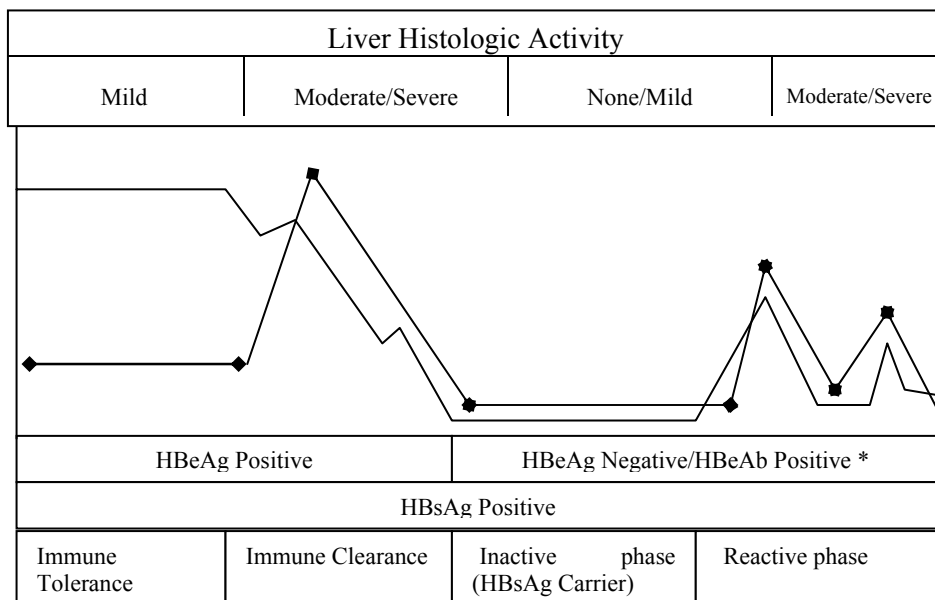 Liver Histologic Activity
Mild Moderate/Severe None/Mild Moderate/Severe
HBeAg Positive HBeAg Negative/HBeAb Positive *
HBsAg Positive
Immune Tolerance
Immune Clearance
Inactive phase
(HBsAg Carrier)
Reactive phase